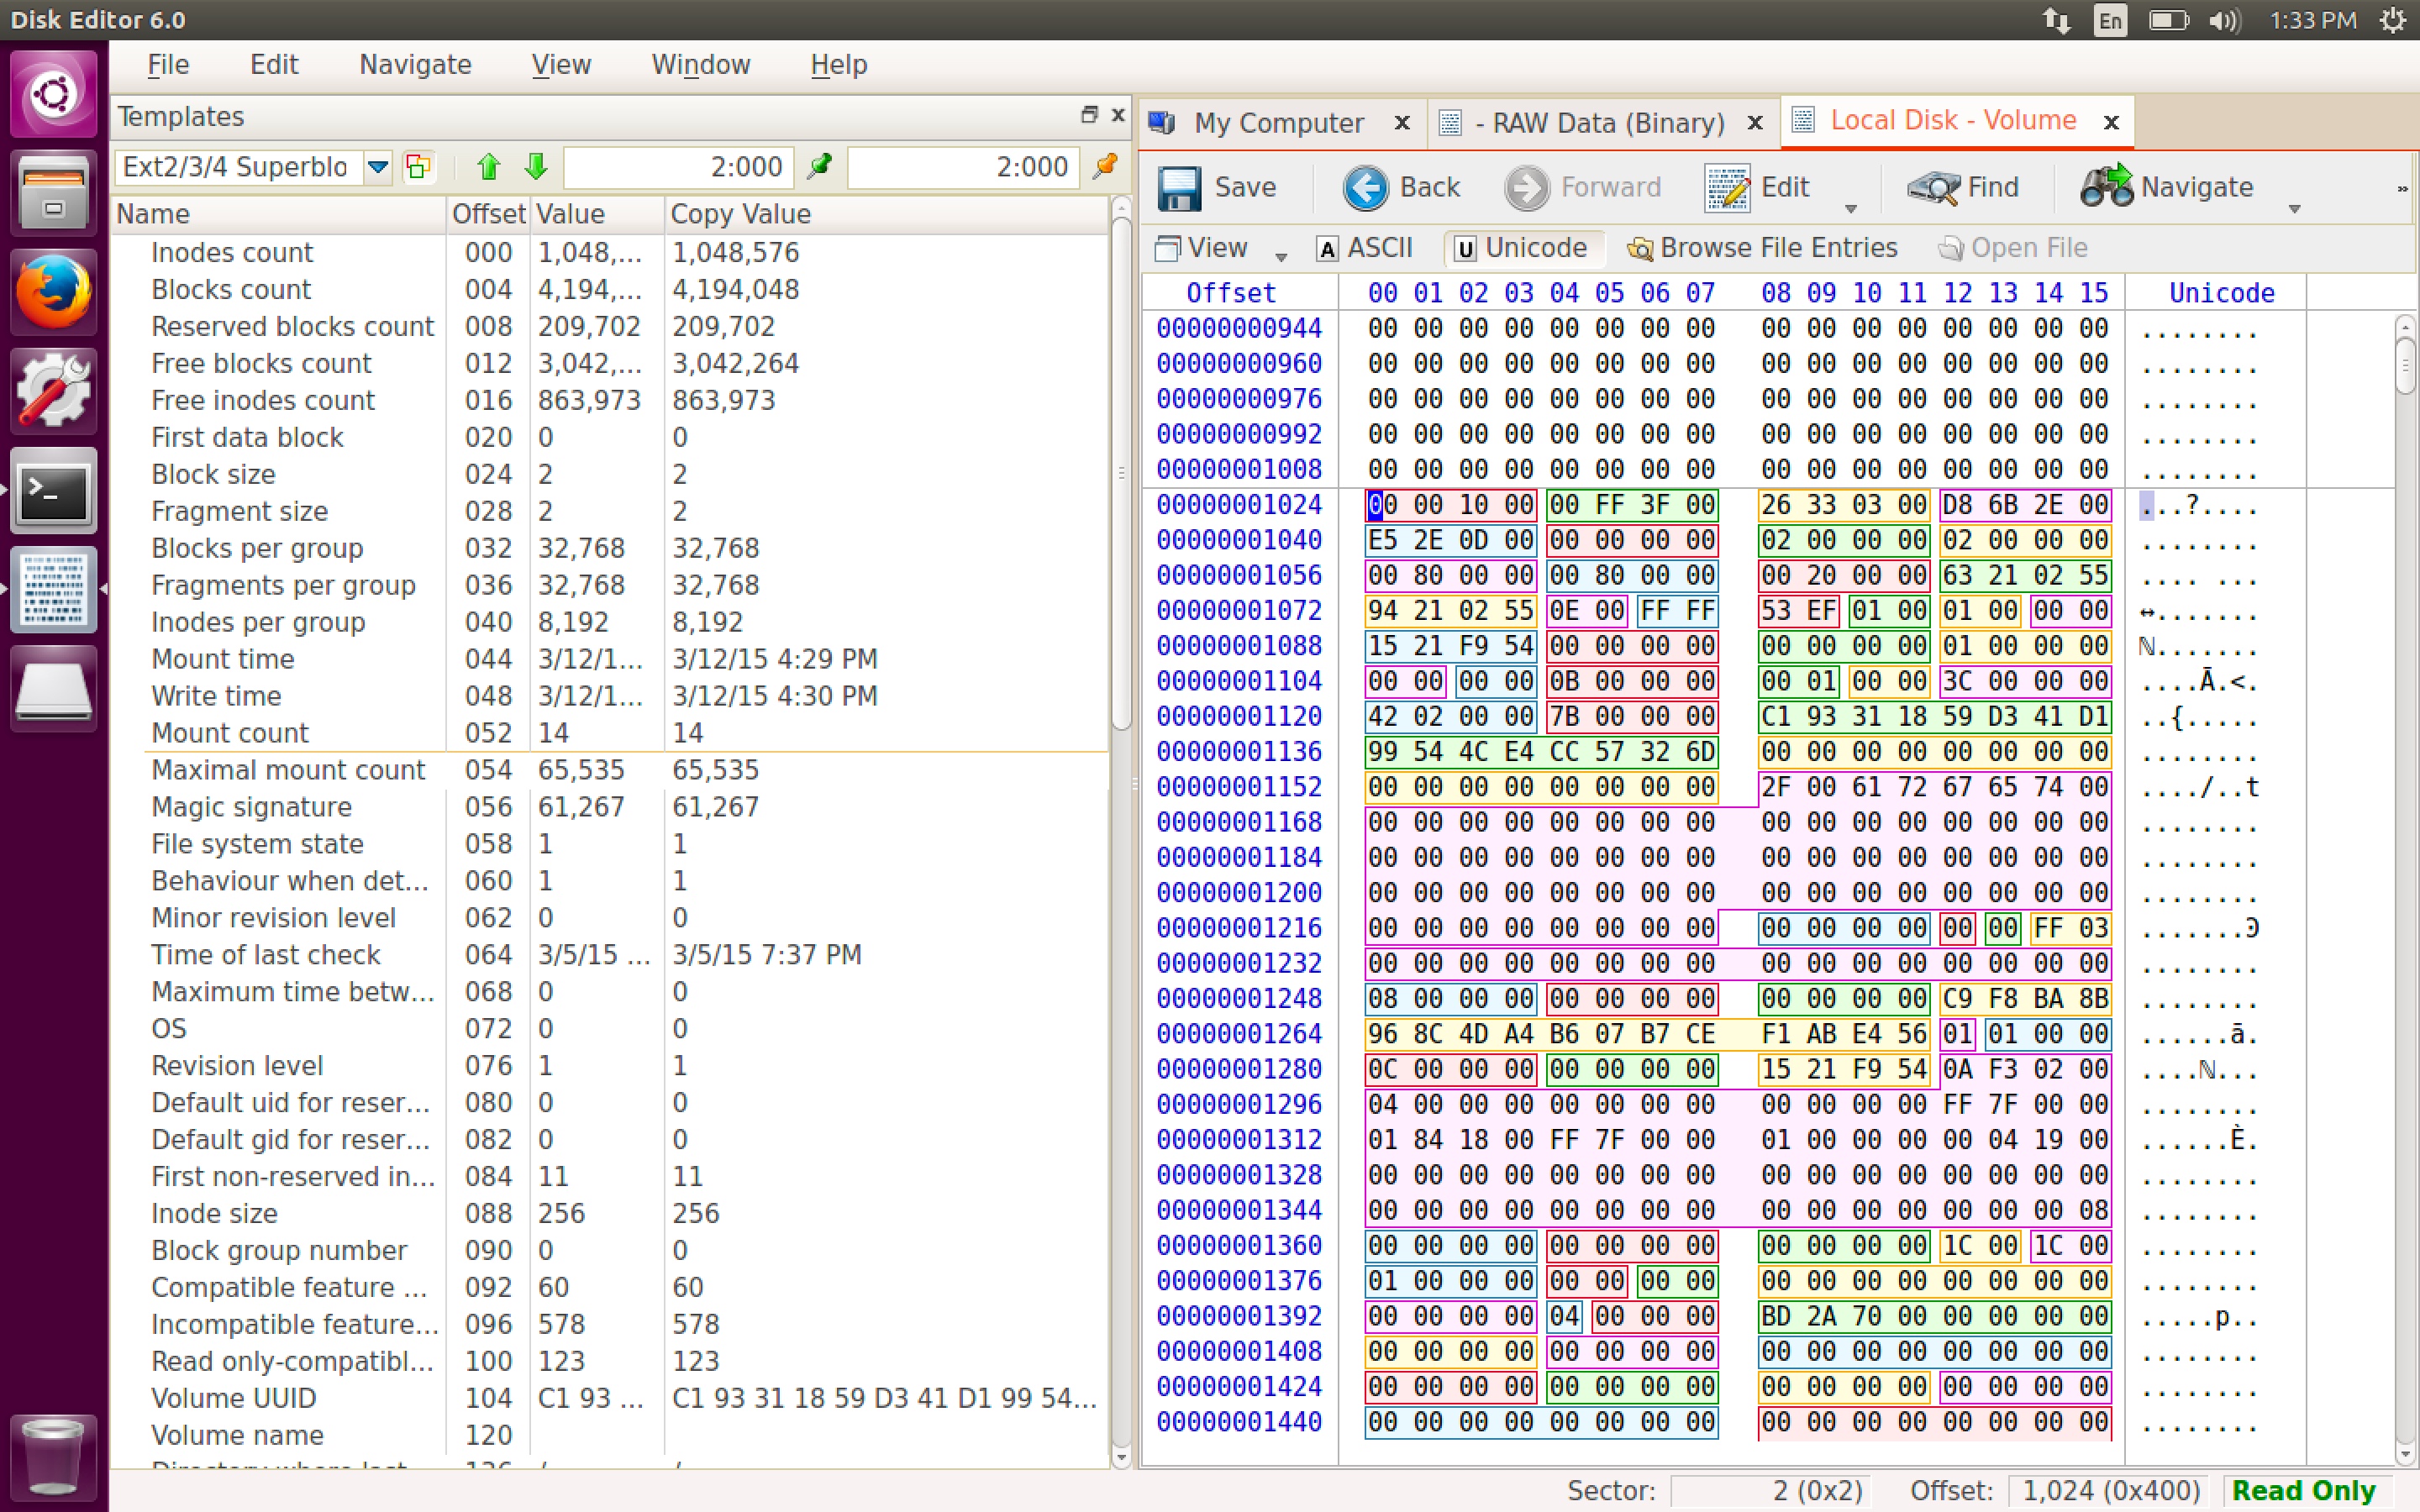 Disk Editor 6.0
En
1:33 PM
File Edit Navigate View Window Help
Templates
Ext2/3/4 Superblo 2:000 2:000
Name Offset Value Copy Value
Inodes count 000 1,048,... 1,048,576
Blocks count 004 4,194,... 4,194,048
Reserved blocks count 008 209,702 209,702
Free blocks count 012 3,042,... 3,042,264
Free inodes count 016 863,973 863,973
First data block 020 0 0
Block size 024 2 2
Fragment size 028 2 2
Blocks per group 032 32,768 32,768
Fragments per group 036 32,768 32,768
Inodes per group 040 8,192 8,192
Mount time 044 3/12/1... 3/12/15 4:29 PM
Write time 048 3/12/1... 3/12/15 4:30 PM
Mount count 052 14 14
Maximal mount count 054 65,535 65,535
Magic signature 056 61,267 61,267
File system state 058 1 1
Behaviour when det... 060 1 1
Minor revision level 062 0 0
Time of last check 064 3/5/15 ... 3/5/15 7:37 PM
Maximum time betw... 068 0 0
OS 072 0 0
Revision level 076 1 1
Default uid for reser... 080 0 0
Default gid for reser... 082 0 0
First non-reserved in... 084 11 11
Inode size 088 256 256
Block group number 090 0 0
Compatible feature ... 092 60 60
Incompatible feature... 096 578 578
Read only-compatibl... 100 123 123
Volume UUID 104 C1 93 ... C1 93 31 18 59 D3 41 D1 99 54...
Volume name 120
My Computer x - RAW Data (Binary) x Local Disk - Volume x
Save Back Forward Edit Find Navigate »
View A ASCII U Unicode Browse File Entries Open File
Offset 00 01 02 03 04 05 06 07 08 09 10 11 12 13 14 15 Unicode
00000000944 00 00 00 00 00 00 00 00 00 00 00 00 00 00 00 00 ........
00000000960 00 00 00 00 00 00 00 00 00 00 00 00 00 00 00 00 ........
00000000976 00 00 00 00 00 00 00 00 00 00 00 00 00 00 00 00 ........
00000000992 00 00 00 00 00 00 00 00 00 00 00 00 00 00 00 00 ........
00000001008 00 00 00 00 00 00 00 00 00 00 00 00 00 00 00 00 ........
00000001024 00 00 10 00 00 FF 3F 00 26 33 03 00 D8 6B 2E 00 ...?....
00000001040 E5 2E 0D 00 00 00 00 00 02 00 00 00 02 00 00 00 ........
00000001056 00 80 00 00 00 80 00 00 00 20 00 00 63 21 02 55 .... ...
00000001072 94 21 02 55 0E 00 FF FF 53 EF 01 00 01 00 00 00 ↔.......
00000001088 15 21 F9 54 00 00 00 00 00 00 00 00 01 00 00 00 ℕ.......
00000001104 00 00 00 00 0B 00 00 00 00 01 00 00 3C 00 00 00 ....Ā.<.
00000001120 42 02 00 00 7B 00 00 00 C1 93 31 18 59 D3 41 D1 ..{.....
00000001136 99 54 4C E4 CC 57 32 6D 00 00 00 00 00 00 00 00 ........
00000001152 00 00 00 00 00 00 00 00 2F 00 61 72 67 65 74 00 ..../..t
00000001168 00 00 00 00 00 00 00 00 00 00 00 00 00 00 00 00 ........
00000001184 00 00 00 00 00 00 00 00 00 00 00 00 00 00 00 00 ........
00000001200 00 00 00 00 00 00 00 00 00 00 00 00 00 00 00 00 ........
00000001216 00 00 00 00 00 00 00 00 00 00 00 00 00 00 FF 03 .......Ͽ
00000001232 00 00 00 00 00 00 00 00 00 00 00 00 00 00 00 00 ........
00000001248 08 00 00 00 00 00 00 00 00 00 00 00 C9 F8 BA 8B ........
00000001264 96 8C 4D A4 B6 07 B7 CE F1 AB E4 56 01 01 00 00 ......ā.
00000001280 0C 00 00 00 00 00 00 00 15 21 F9 54 0A F3 02 00 ....ℕ...
00000001296 04 00 00 00 00 00 00 00 00 00 00 00 FF 7F 00 00 ........
00000001312 01 84 18 00 FF 7F 00 00 01 00 00 00 00 04 19 00 ......Ѐ.
00000001328 00 00 00 00 00 00 00 00 00 00 00 00 00 00 00 00 ........
00000001344 00 00 00 00 00 00 00 00 00 00 00 00 00 00 00 08 ........
00000001360 00 00 00 00 00 00 00 00 00 00 00 00 1C 00 1C 00 ........
00000001376 01 00 00 00 00 00 00 00 00 00 00 00 00 00 00 00 ........
00000001392 00 00 00 00 04 00 00 00 BD 2A 70 00 00 00 00 00 .....p..
00000001408 00 00 00 00 00 00 00 00 00 00 00 00 00 00 00 00 ........
00000001424 00 00 00 00 00 00 00 00 00 00 00 00 00 00 00 00 ........
00000001440 00 00 00 00 00 00 00 00 00 00 00 00 00 00 00 00 ........
Sector: 2 (0x2) Offset: 1,024 (0x400) Read Only